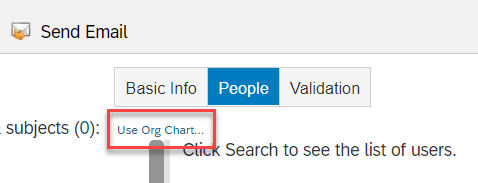 Send Email
Basic Info People Validation
subjects (0): Use Org Chart...
Click Search to see the list of users.